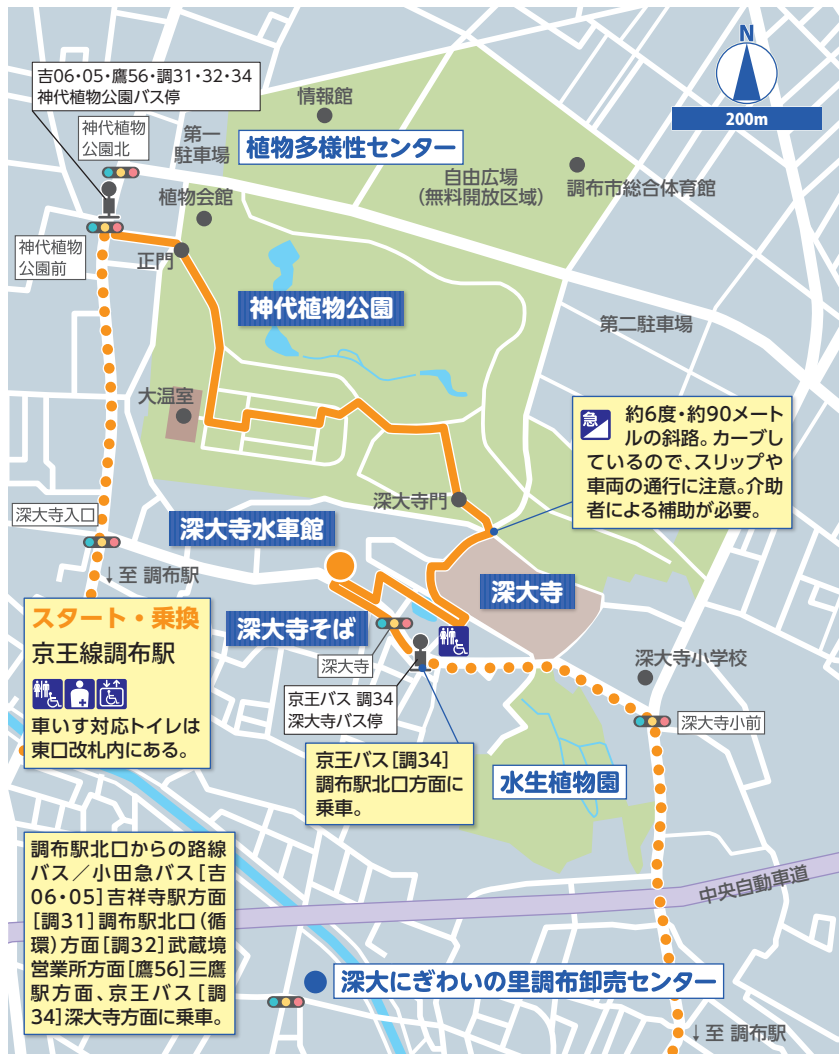 吉06・05・鷹56・調31・32・34
神代植物公園バス停
N
200m
情報館
神代植物
公園北
第一
駐車場
植物多様性センター
自由広場
(無料開放区域)
調布市総合体育館
植物会館
神代植物
公園前
正門
神代植物公園
第二駐車場
大温室
急
約6度・約90メート
ルの斜路。カーブし
ているので、スリップや
車両の通行に注意。介助
者による補助が必要。
深大寺門
深大寺入口
深大寺水車館
↓至 調布駅
深大寺
スタート・乗換
京王線調布駅
車いす対応トイレは
東口改札内にある。
深大寺そば
深大寺
深大寺小学校
京王バス 調34
深大寺バス停
深大寺小前
京王バス[調34]
調布駅北口方面に
乗車。
水生植物園
調布駅北口からの路線
バス/小田急バス[吉
06・05]吉祥寺駅方面
[調31]調布駅北口(循
環)方面[調32]武蔵境
営業所方面[鷹56]三鷹
駅方面、京王バス[調
34]深大寺方面に乗車。
中央自動車道
深大にぎわいの里調布卸売センター
↓至 調布駅